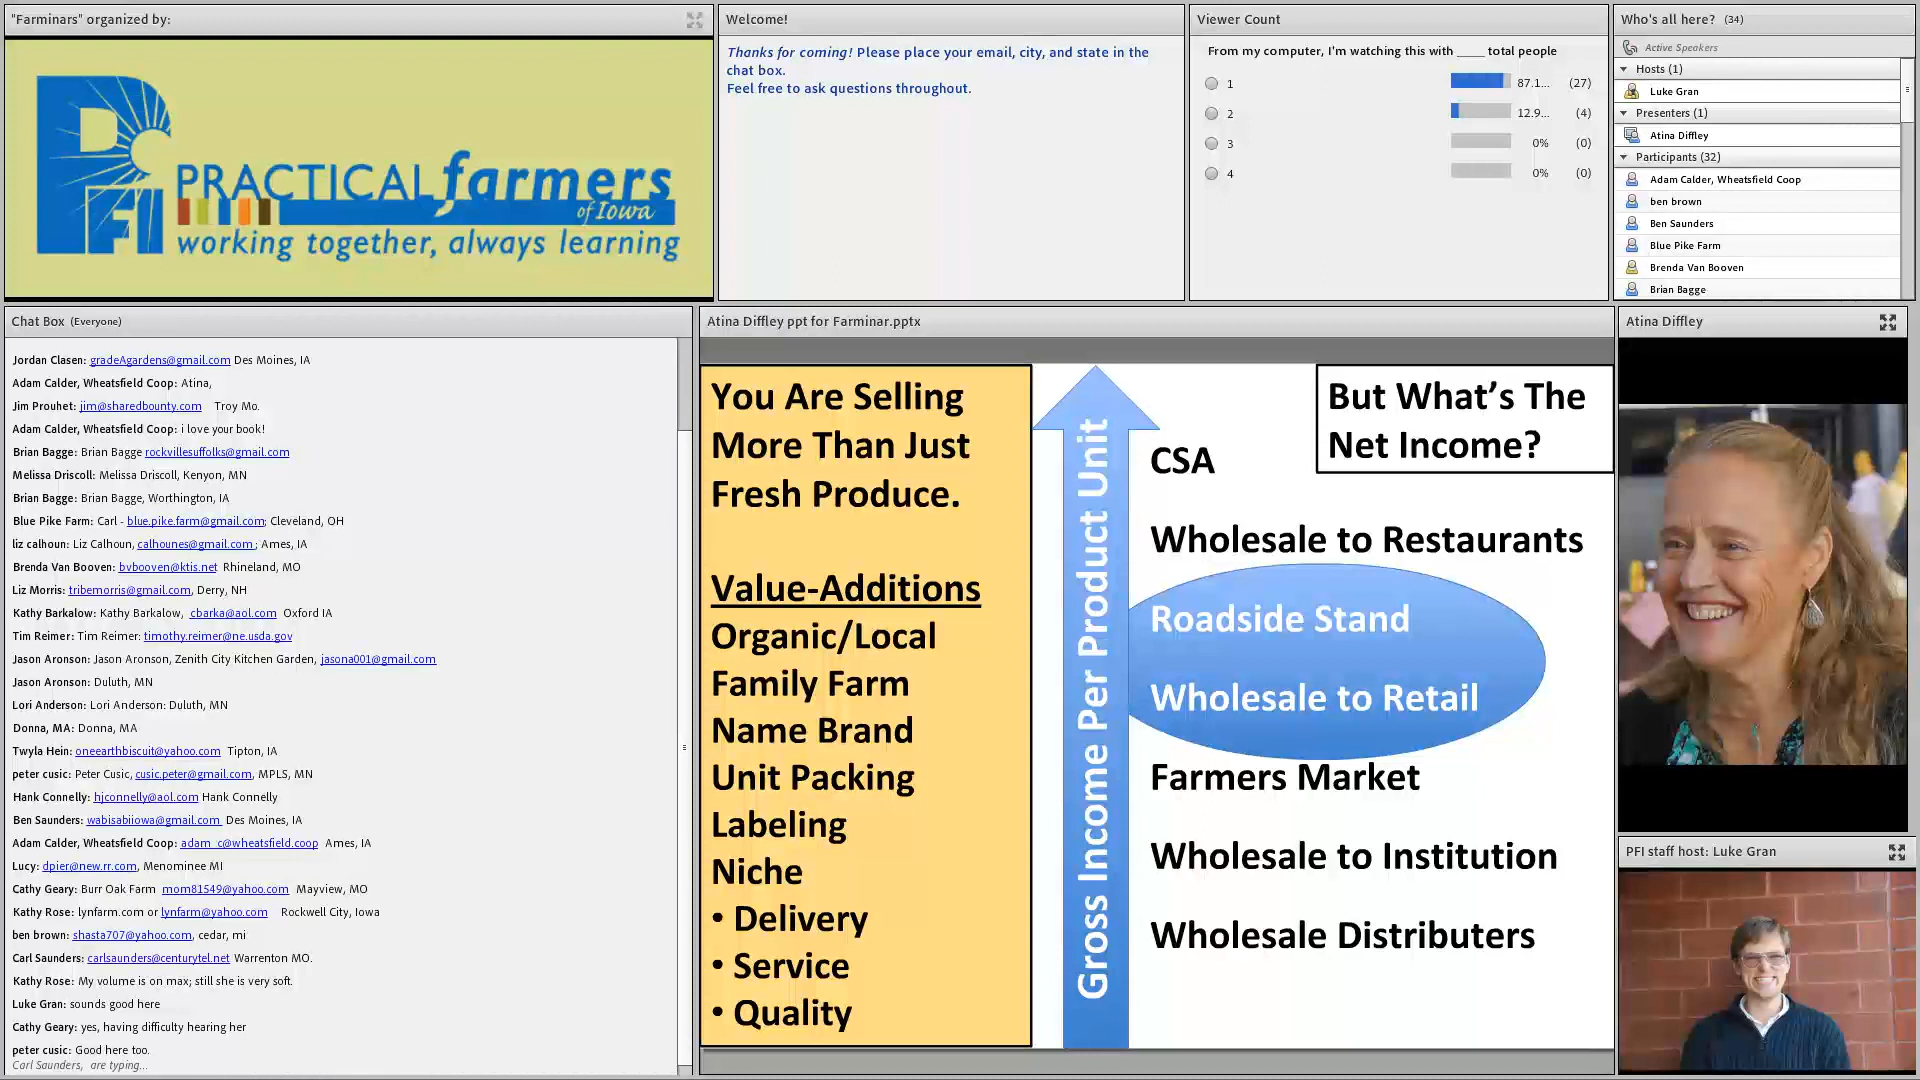 "Farminars" organized by:
PFI
PRACTICAL farmers
of Iowa
working together, always learning
Welcome!
Thanks for coming! Please place your email, city, and state in the
chat box.
Feel free to ask questions throughout.
Viewer Count
From my computer, I'm watching this with ____ total people
1 87.1... (27)
2 12.9... (4)
3 0% (0)
4 0% (0)
Who's all here? (34)
Active Speakers
Hosts (1)
Luke Gran
Presenters (1)
Atina Diffley
Participants (32)
Adam Calder, Wheatsfield Coop
ben brown
Ben Saunders
Blue Pike Farm
Brenda Van Booven
Brian Bagge
Chat Box (Everyone)
Jordan Clasen: gradeAgardens@gmail.com Des Moines, IA
Adam Calder, Wheatsfield Coop: Atina,
Jim Prouhet: jim@sharedbounty.com Troy Mo.
Adam Calder, Wheatsfield Coop: i love your book!
Brian Bagge: Brian Bagge rockvillesuffolks@gmail.com
Melissa Driscoll: Melissa Driscoll, Kenyon, MN
Brian Bagge: Brian Bagge, Worthington, IA
Blue Pike Farm: Carl - blue.pike.farm@gmail.com; Cleveland, OH
liz calhoun: Liz Calhoun, calhounes@gmail.com ; Ames, IA
Brenda Van Booven: bvbooven@ktis.net Rhineland, MO
Liz Morris: tribemorris@gmail.com, Derry, NH
Kathy Barkalow: Kathy Barkalow, cbarka@aol.com Oxford IA
Tim Reimer: Tim Reimer: timothy.reimer@ne.usda.gov
Jason Aronson: Jason Aronson, Zenith City Kitchen Garden, jasona001@gmail.com
Jason Aronson: Duluth, MN
Lori Anderson: Lori Anderson: Duluth, MN
Donna, MA: Donna, MA
Twyla Hein: oneearthbiscuit@yahoo.com Tipton, IA
peter cusic: Peter Cusic, cusic.peter@gmail.com, MPLS, MN
Hank Connelly: hjconnelly@aol.com Hank Connelly
Ben Saunders: wabisabiiowa@gmail.com Des Moines, IA
Adam Calder, Wheatsfield Coop: adam_c@wheatsfield.coop Ames, IA
Lucy: dpier@new.rr.com, Menominee MI
Cathy Geary: Burr Oak Farm mom81549@yahoo.com Mayview, MO
Kathy Rose: lynfarm.com or lynfarm@yahoo.com Rockwell City, Iowa
ben brown: shasta707@yahoo.com, cedar, mi
Carl Saunders: carlsaunders@centurytel.net Warrenton MO.
Kathy Rose: My volume is on max; still she is very soft.
Luke Gran: sounds good here
Cathy Geary: yes, having difficulty hearing her
peter cusic: Good here too.
Carl Saunders, are typing...
Atina Diffley ppt for Farminar.pptx
You Are Selling
More Than Just
Fresh Produce.
Value-Additions
Organic/Local
Family Farm
Name Brand
Unit Packing
Labeling
Niche
• Delivery
• Service
• Quality
Gross Income Per Product Unit
But What's The
Net Income?
CSA
Wholesale to Restaurants
Roadside Stand
Wholesale to Retail
Farmers Market
Wholesale to Institution
Wholesale Distributers
Atina Diffley
PFI staff host: Luke Gran